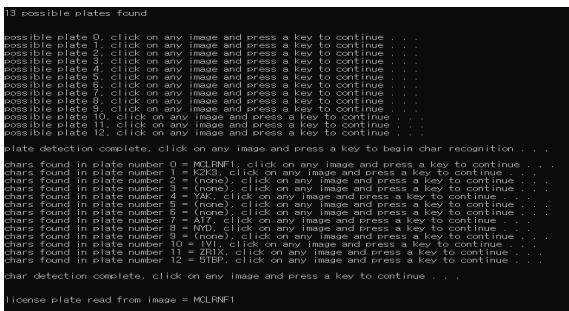 13 possible plates found
possible plate 0, click on any image and press a key to continue . . .
possible plate 1, click on any image and press a key to continue . . .
possible plate 2, click on any image and press a key to continue . . .
possible plate 3, click on any image and press a key to continue . . .
possible plate 4, click on any image and press a key to continue . . .
possible plate 5, click on any image and press a key to continue . . .
possible plate 6, click on any image and press a key to continue . . .
possible plate 7, click on any image and press a key to continue . . .
possible plate 8, click on any image and press a key to continue . . .
possible plate 9, click on any image and press a key to continue . . .
possible plate 10, click on any image and press a key to continue . . .
possible plate 11, click on any image and press a key to continue . . .
possible plate 12, click on any image and press a key to continue . . .
plate detection complete, click on any image and press a key to begin char recognition . . .
chars found in plate number 0 = MCLRNF1, click on any image and press a key to continue . . .
chars found in plate number 1 = K2K3, click on any image and press a key to continue . . .
chars found in plate number 2 = (none), click on any image and press a key to continue . . .
chars found in plate number 3 = (none), click on any image and press a key to continue . . .
chars found in plate number 4 = YAK, click on any image and press a key to continue . . .
chars found in plate number 5 = (none), click on any image and press a key to continue . . .
chars found in plate number 6 = (none), click on any image and press a key to continue . . .
chars found in plate number 7 = A17, click on any image and press a key to continue . . .
chars found in plate number 8 = NYD, click on any image and press a key to continue . . .
chars found in plate number 9 = (none), click on any image and press a key to continue . . .
chars found in plate number 10 = 1V1, click on any image and press a key to continue . . .
chars found in plate number 11 = ZR1X, click on any image and press a key to continue . . .
chars found in plate number 12 = 5TBP, click on any image and press a key to continue . . .
char detection complete, click on any image and press a key to continue . . .
license plate read from image = MCLRNF1